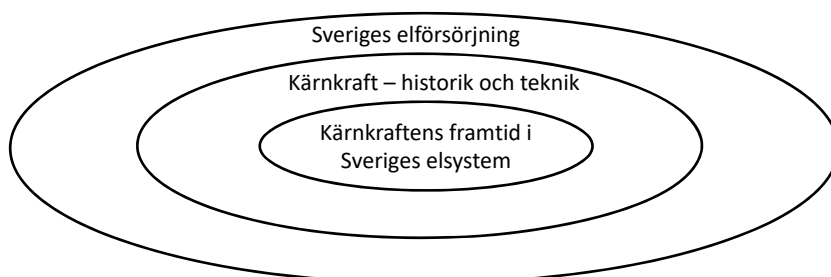 Sveriges elförsörjning
Kärnkraft – historik och teknik
Kärnkraftens framtid i
Sveriges elsystem